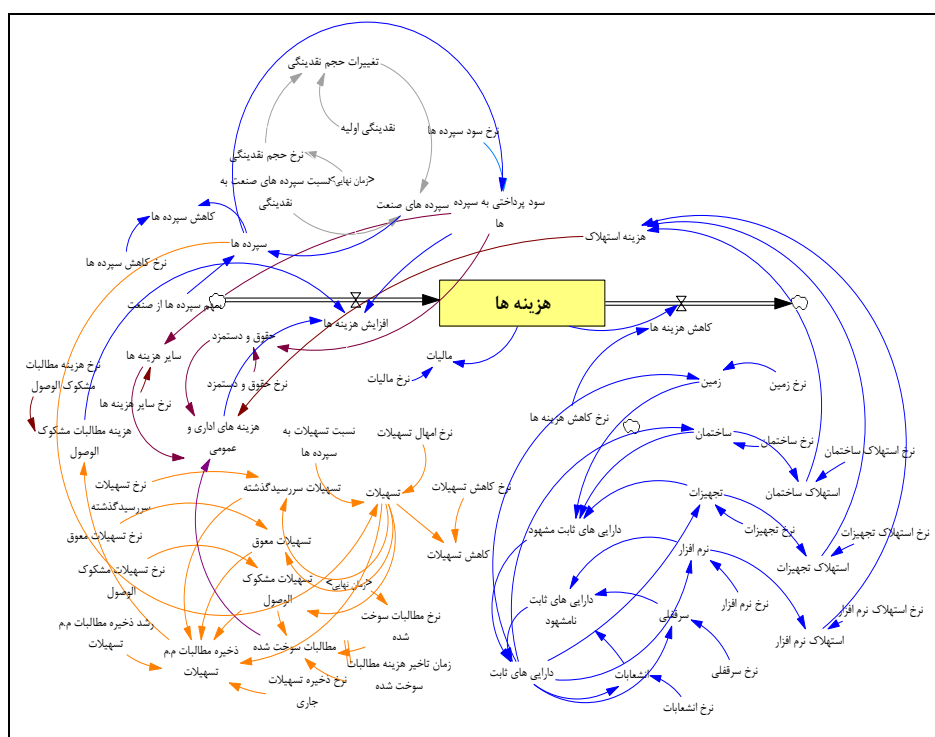 تغییرات حجم نقدینگی
نقدینگی اولیه
نرخ سود سپرده ها
نرخ حجم نقدینگی
<زمان نهایی>
نسبت سپرده های صنعت به
نقدینگی
سپرده های صنعت
سود پرداختی به سپرده
ها
کاهش سپرده ها
سپرده ها
هزینه استهلاک
نرخ کاهش سپرده ها
سهم سپرده ها از صنعت
هزینه ها
افزایش هزینه ها
کاهش هزینه ها
حقوق و دستمزد
سایر هزینه ها
مالیات
نرخ هزینه مطالبات
مشکوک الوصول
نرخ حقوق و دستمزد
نرخ مالیات
زمین
نرخ زمین
نرخ سایر هزینه ها
نرخ کاهش هزینه ها
هزینه های اداری و
عمومی
هزینه مطالبات مشکوک
الوصول
نسبت تسهیلات به
سپرده ها
نرخ امهال تسهیلات
ساختمان
نرخ ساختمان
نرخ استهلاک ساختمان
نرخ تسهیلات
سررسیدگذشته
تسهیلات سررسیدگذشته
تسهیلات
نرخ کاهش تسهیلات
تجهیزات
استهلاک ساختمان
نرخ تسهیلات معوق
تسهیلات معوق
کاهش تسهیلات
دارایی های ثابت مشهود
نرخ تجهیزات
نرخ استهلاک تجهیزات
نرم افزار
استهلاک تجهیزات
نرخ تسهیلات مشکوک
الوصول
تسهیلات مشکوک
الوصول
<زمان نهایی>
دارایی های ثابت
نامشهود
نرخ نرم افزار
نرخ استهلاک نرم افزار
رشد ذخیره مطالبات م.م
تسهیلات
نرخ مطالبات سوخت
شده
سرقفلی
استهلاک نرم افزار
ذخیره مطالبات م.م
تسهیلات
مطالبات سوخت شده
زمان تاخیر هزینه مطالبات
سوخت شده
نرخ ذخیره تسهیلات
جاری
دارایی های ثابت
انشعابات
نرخ سرقفلی
نرخ انشعابات